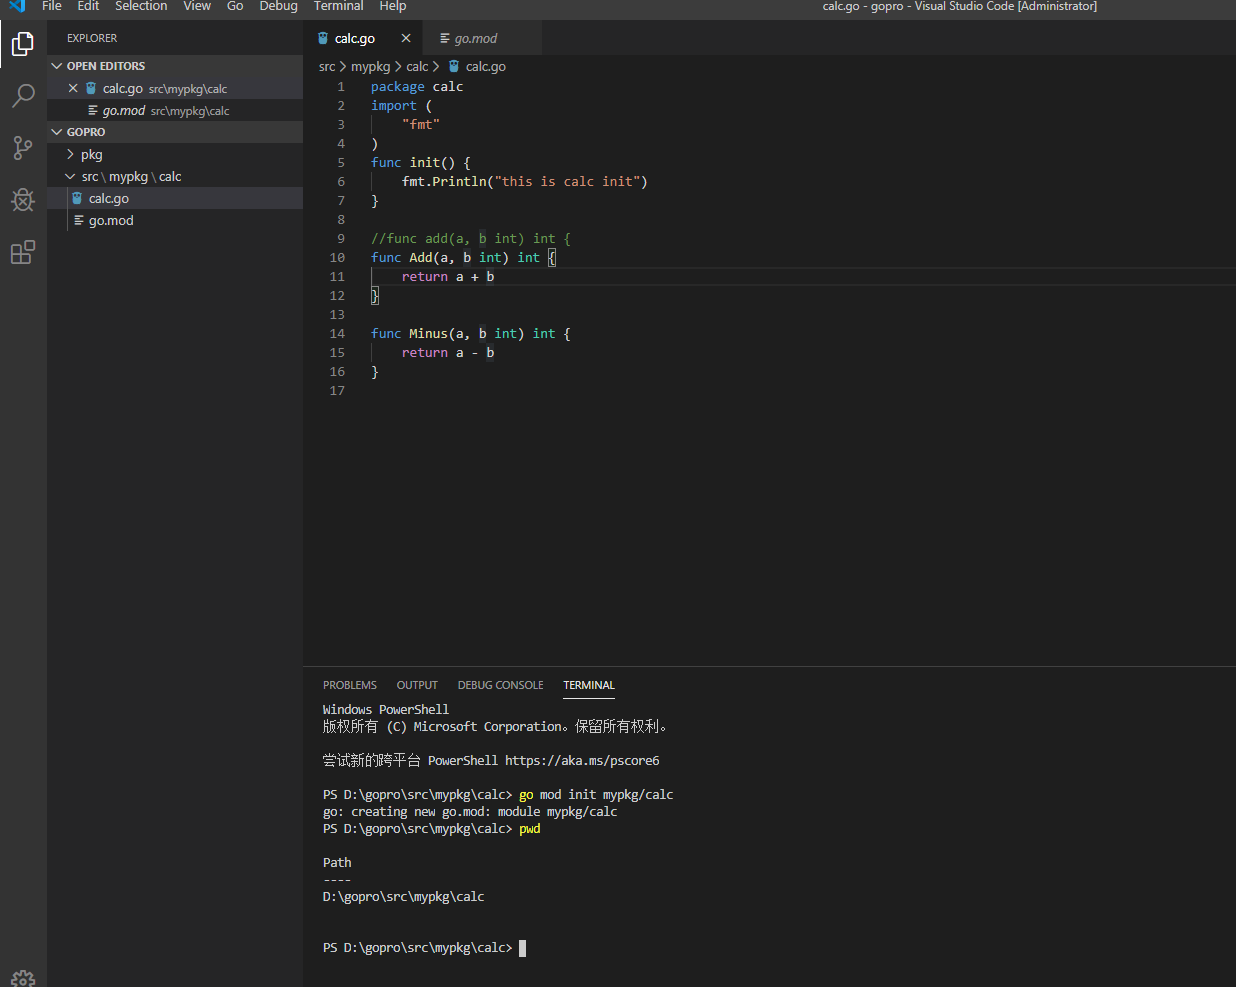 File Edit Selection View Go Debug Terminal Help
calc.go - gopro - Visual Studio Code [Administrator]
EXPLORER
OPEN EDITORS
calc.go src\mypkg\calc
go.mod src\mypkg\calc
GOPRO
pkg
src \ mypkg \ calc
calc.go
go.mod
calc.go
go.mod
src > mypkg > calc > calc.go
1 package calc
2 import (
3 "fmt"
4 )
5 func init() {
6 fmt.Println("this is calc init")
7 }
8
9 //func add(a, b int) int {
10 func Add(a, b int) int {
11 return a + b
12 }
13
14 func Minus(a, b int) int {
15 return a - b
16 }
17
PROBLEMS OUTPUT DEBUG CONSOLE TERMINAL
Windows PowerShell
版权所有 (C) Microsoft Corporation。保留所有权利。
尝试新的跨平台 PowerShell https://aka.ms/pscore6
PS D:\gopro\src\mypkg\calc> go mod init mypkg/calc
go: creating new go.mod: module mypkg/calc
PS D:\gopro\src\mypkg\calc> pwd
Path
----
D:\gopro\src\mypkg\calc
PS D:\gopro\src\mypkg\calc>